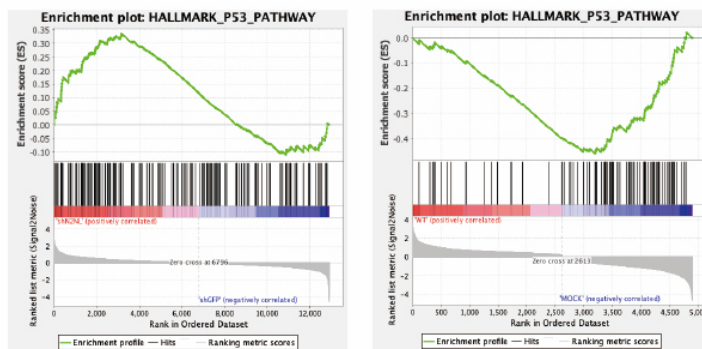 Enrichment plot: HALLMARK_P53_PATHWAY
Enrichment score (ES)
0.35
0.30
0.25
0.20
0.15
0.10
0.05
0.00
-0.05
-0.10
'shN2NL' (positively correlated)
Ranked list metric (Signal2Noise)
4
2
0
-2
-4
Zero cross at 6796
'shGFP' (negatively correlated)
0 2,000 4,000 6,000 8,000 10,000 12,000
Rank in Ordered Dataset
Enrichment profile Hits Ranking metric scores
Enrichment plot: HALLMARK_P53_PATHWAY
Enrichment score (ES)
0.0
-0.1
-0.2
-0.3
-0.4
'WT' (positively correlated)
Ranked list metric (Signal2Noise)
4
2
0
-2
-4
Zero cross at 2613
'MOCK' (negatively correlated)
0 500 1,000 1,500 2,000 2,500 3,000 3,500 4,000 4,500 5,00
Rank in Ordered Dataset
Enrichment profile Hits Ranking metric scores